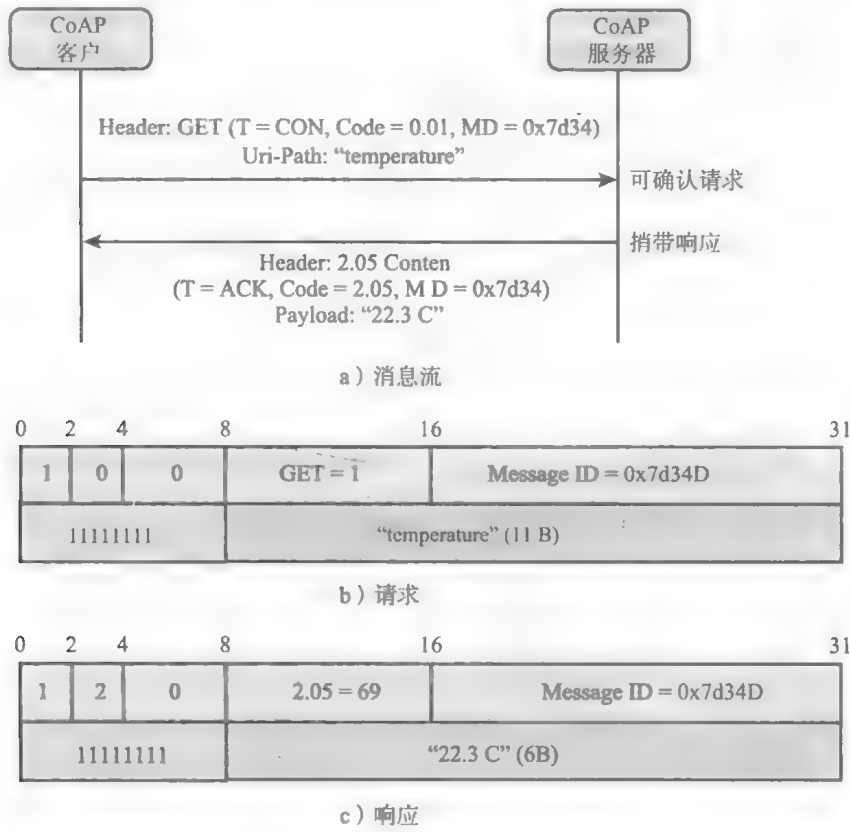 CoAP
客户
CoAP
服务器
Header: GET (T = CON, Code = 0.01, MD = 0x7d34)
Uri-Path: “temperature”
可确认请求
捎带响应
Header: 2.05 Conten
(T = ACK, Code = 2.05, M D = 0x7d34)
Payload: “22.3 C”
a）消息流
0 2 4 8 16 31
1 0 0 GET = 1 Message ID = 0x7d34D
11111111 “temperature” (11 B)
b）请求
0 2 4 8 16 31
1 2 0 2.05 = 69 Message ID = 0x7d34D
11111111 “22.3 C” (6B)
c）响应